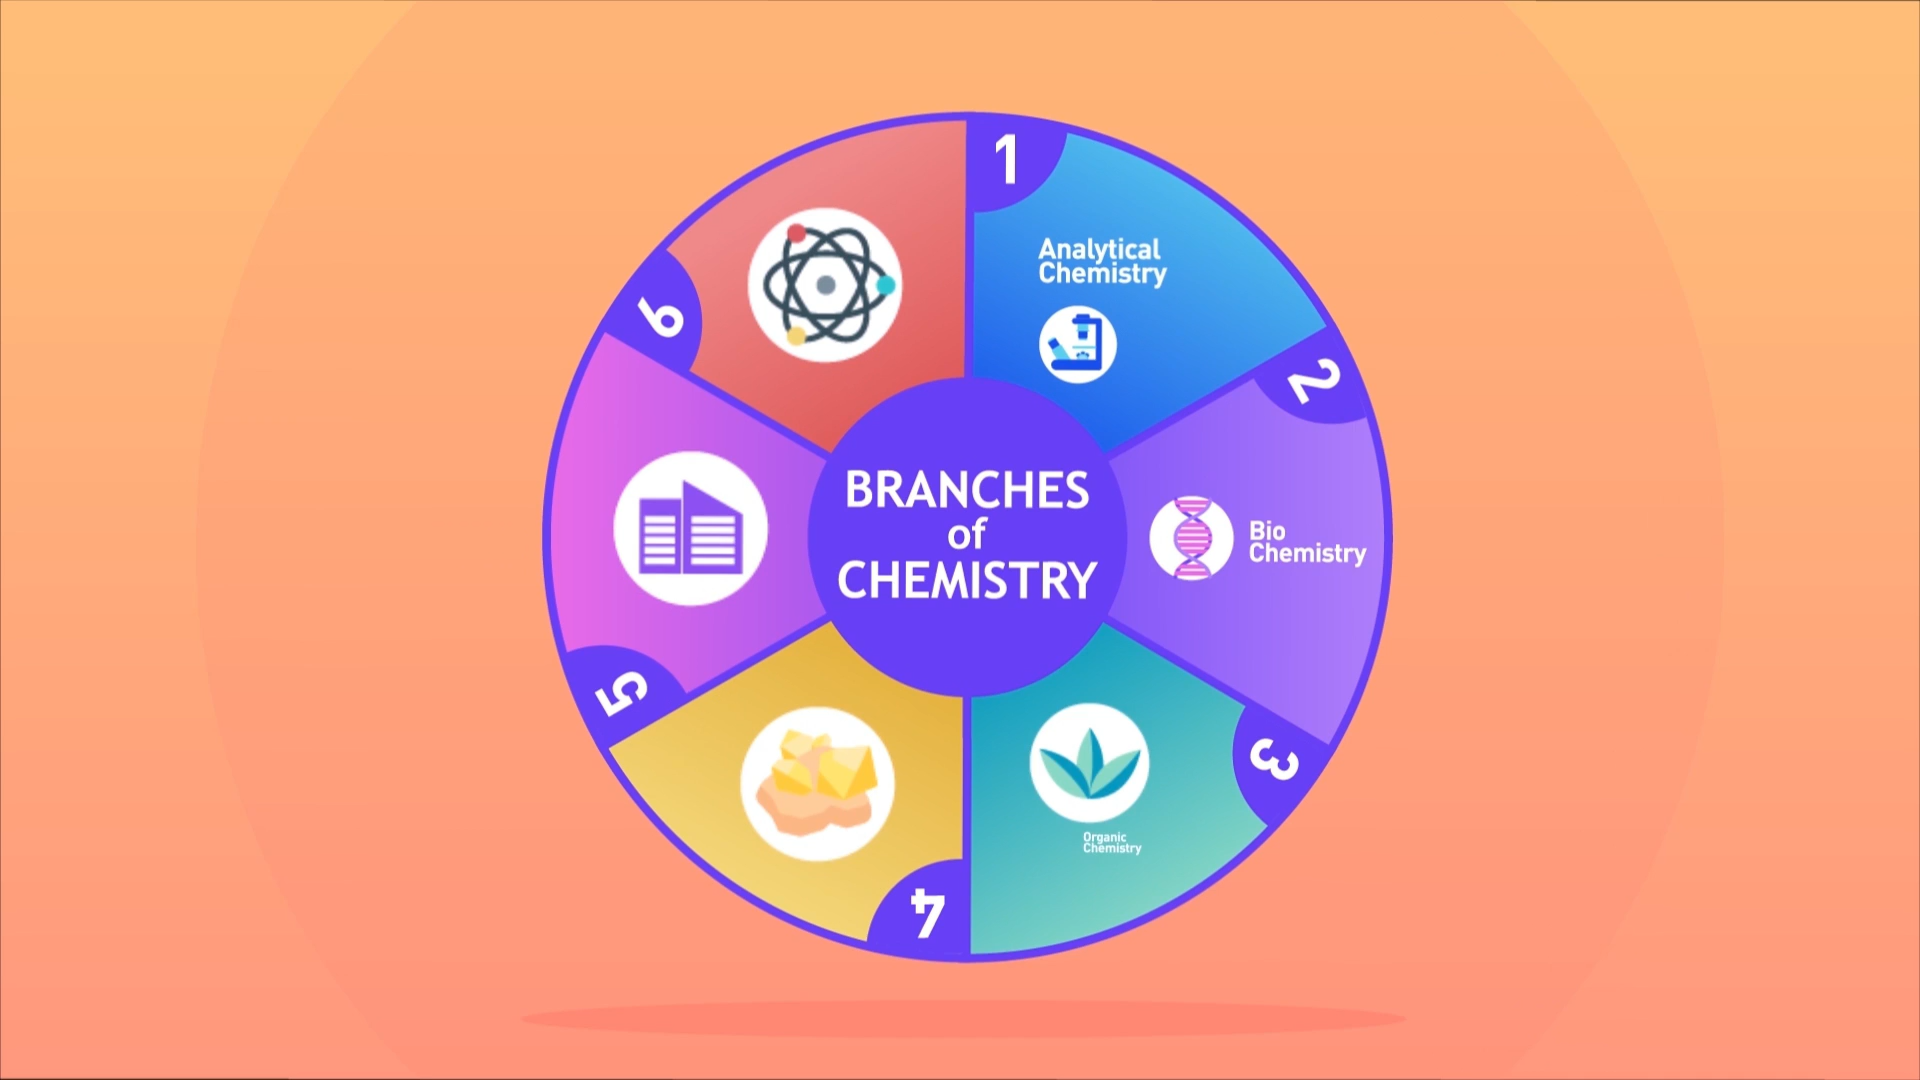 BRANCHES
of
CHEMISTRY
1
Analytical
Chemistry
2
Bio
Chemistry
3
Organic
Chemistry
4
5
6